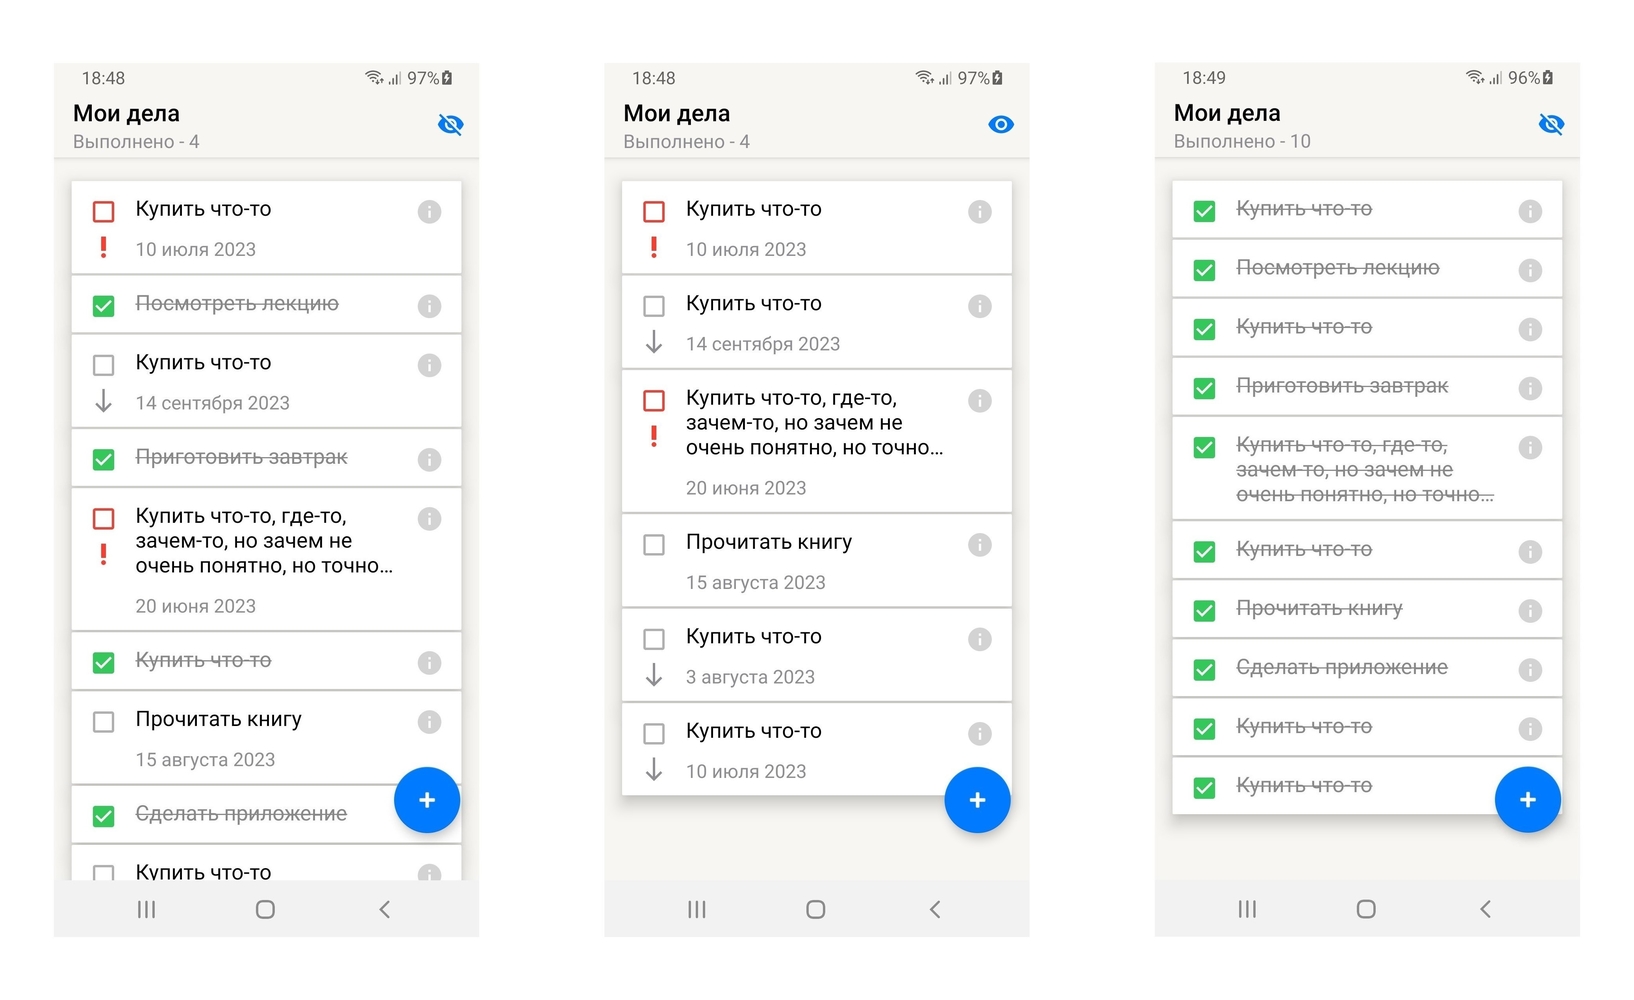 18:48
97%
Мои дела
Выполнено - 4
Купить что-то
10 июля 2023
Посмотреть лекцию
Купить что-то
14 сентября 2023
Приготовить завтрак
Купить что-то, где-то,
зачем-то, но зачем не
очень понятно, но точно...
20 июня 2023
Купить что-то
Прочитать книгу
15 августа 2023
Сделать приложение
Купить что-то
18:48
97%
Мои дела
Выполнено - 4
Купить что-то
10 июля 2023
Купить что-то
14 сентября 2023
Купить что-то, где-то,
зачем-то, но зачем не
очень понятно, но точно...
20 июня 2023
Прочитать книгу
15 августа 2023
Купить что-то
3 августа 2023
Купить что-то
10 июля 2023
18:49
96%
Мои дела
Выполнено - 10
Купить что-то
Посмотреть лекцию
Купить что-то
Приготовить завтрак
Купить что-то, где-то,
зачем-то, но зачем не
очень понятно, но точно...
Купить что-то
Прочитать книгу
Сделать приложение
Купить что-то
Купить что-то